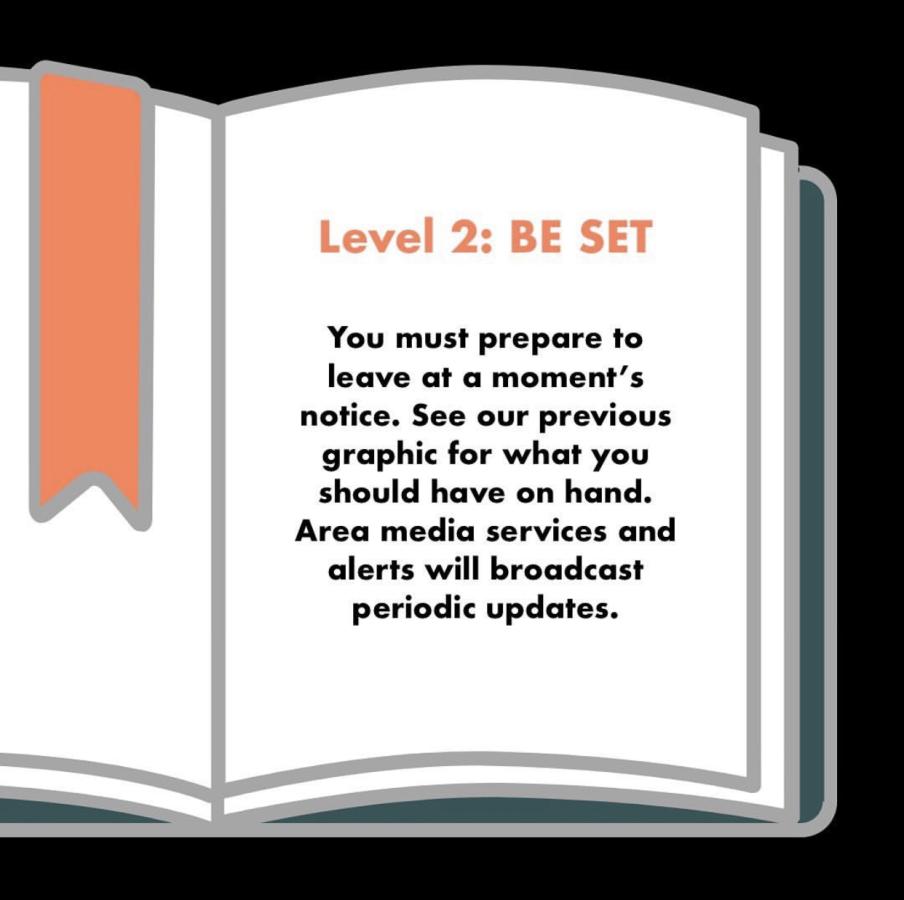 Level 2: BE SET
You must prepare to
leave at a moment’s
notice. See our previous
graphic for what you
should have on hand.
Area media services and
alerts will broadcast
periodic updates.